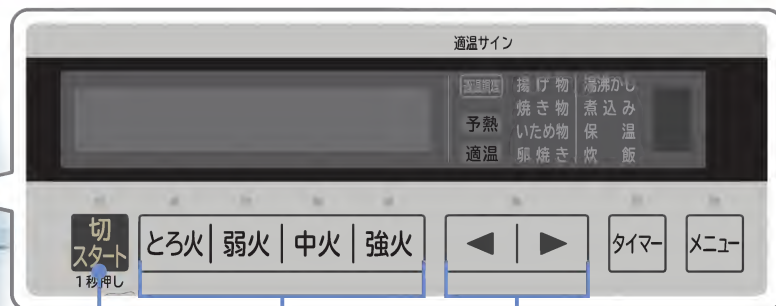 適温サイン
適温調理 揚げ物 湯沸かし
焼き物 煮込み
予熱 いため物 保 温
適温 卵焼き 炊 飯
切
スタート とろ火 弱火 中火 強火 ◀ ▶ タイマー メニュー
1秒押し